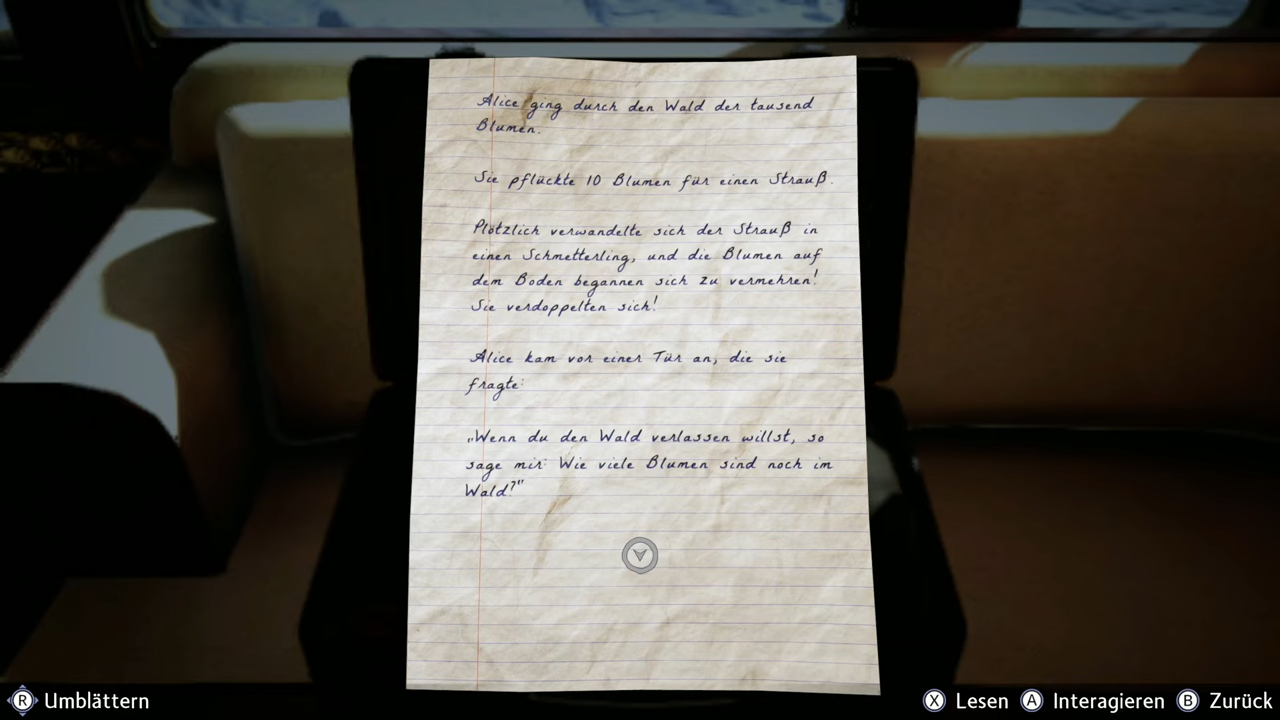 Alice ging durch den Wald der tausend
Blumen.
Sie pflückte 10 Blumen für einen Strauß.
Plötzlich verwandelte sich der Strauß in
einen Schmetterling, und die Blumen auf
dem Boden begannen sich zu vermehren!
Sie verdoppelten sich!
Alice kam vor einer Tür an, die sie
fragte:
„Wenn du den Wald verlassen willst, so
sage mir: Wie viele Blumen sind noch im
Wald?"
R Umblättern
X Lesen A Interagieren B Zurück